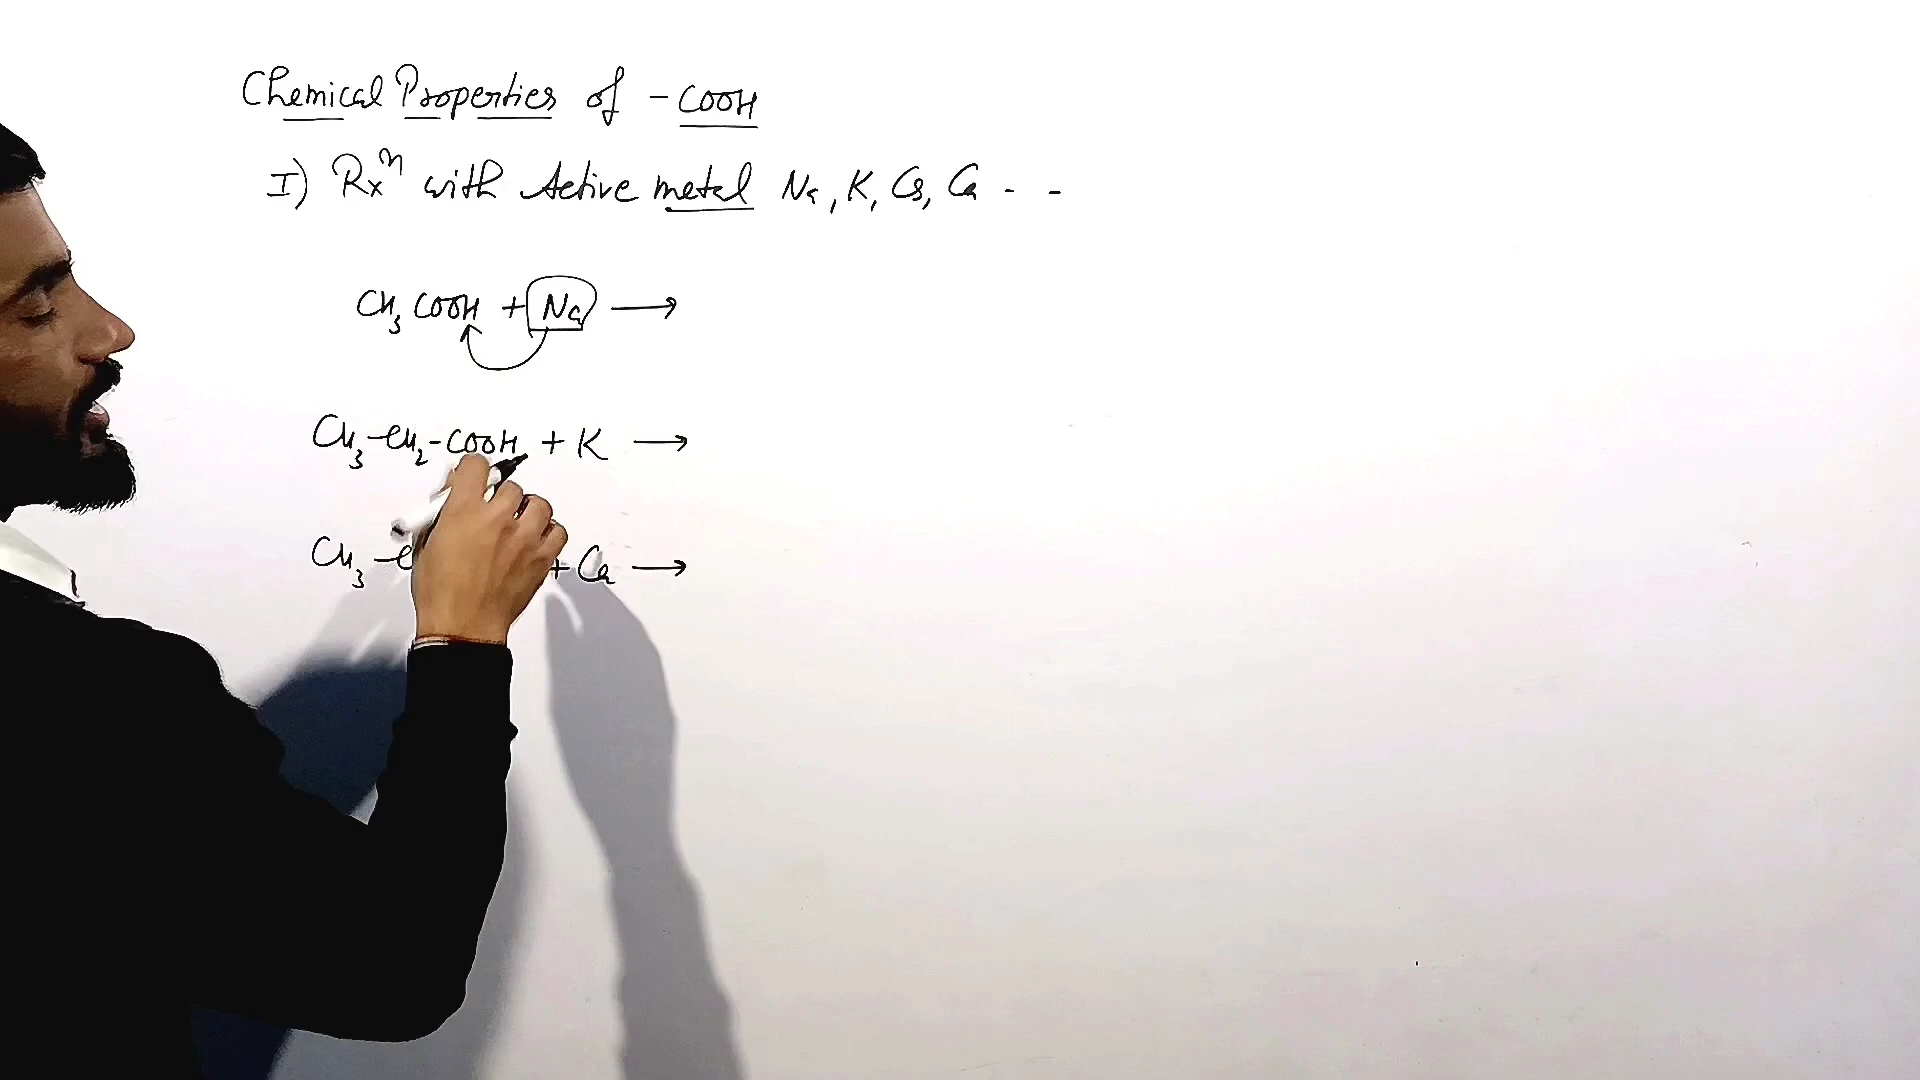 Chemical Properties of -COOH
I) Rxⁿ with Active metal Na, K, Cs, Ca - -
CH₃COOH + Na →
CH₃-CH₂-COOH + K →
CH₃- + Ca →